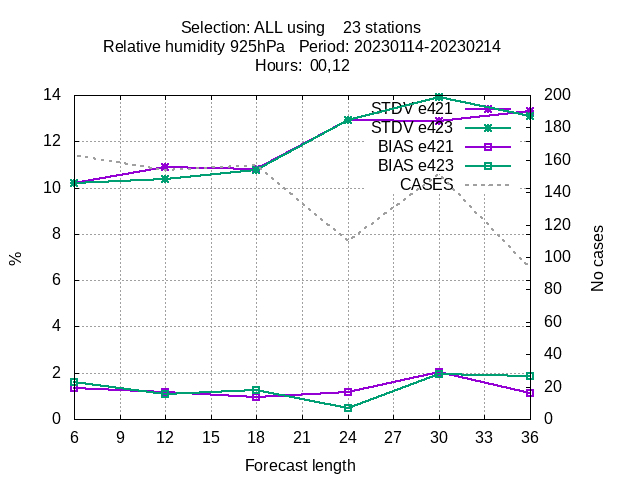 Selection: ALL using    23 stations
Relative humidity 925hPa   Period: 20230114-20230214
Hours:  00,12
STDV e421
STDV e423
BIAS e421
BIAS e423
CASES
14
12
10
8
6
4
2
0
%
200
180
160
140
120
100
80
60
40
20
0
No cases
6 9 12 15 18 21 24 27 30 33 36
Forecast length